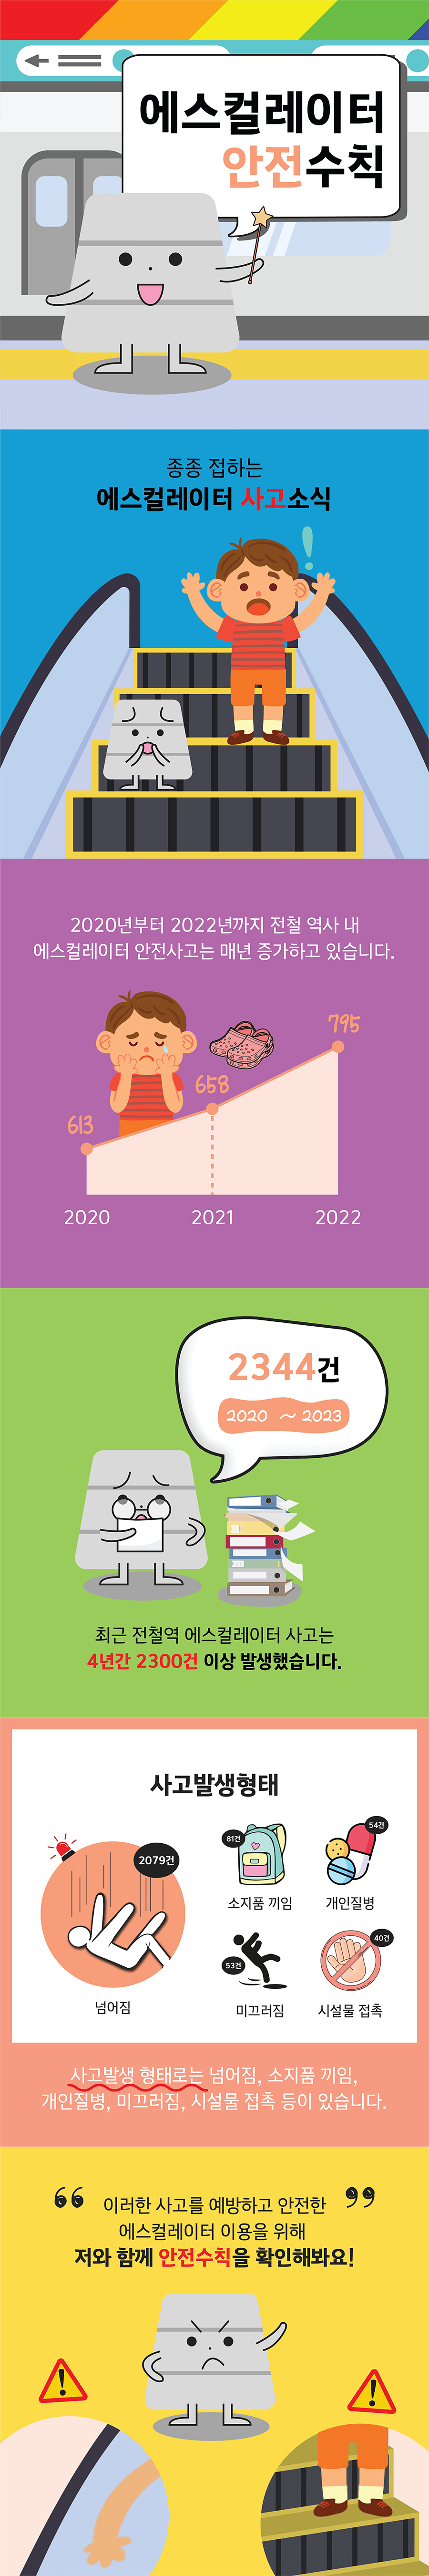 에스컬레이터
안전수칙
종종 접하는
에스컬레이터 사고소식
2020년부터 2022년까지 전철 역사 내
에스컬레이터 안전사고는 매년 증가하고 있습니다.
795
658
613
2020 2021 2022
2344건
2020 ~ 2023
최근 전철역 에스컬레이터 사고는
4년간 2300건 이상 발생했습니다.
사고발생형태
2079건
넘어짐
81건
소지품 끼임
54건
개인질병
53건
미끄러짐
40건
시설물 접촉
사고발생 형태로는 넘어짐, 소지품 끼임,
개인질병, 미끄러짐, 시설물 접촉 등이 있습니다.
“ 이러한 사고를 예방하고 안전한 ”
에스컬레이터 이용을 위해
저와 함께 안전수칙을 확인해봐요!